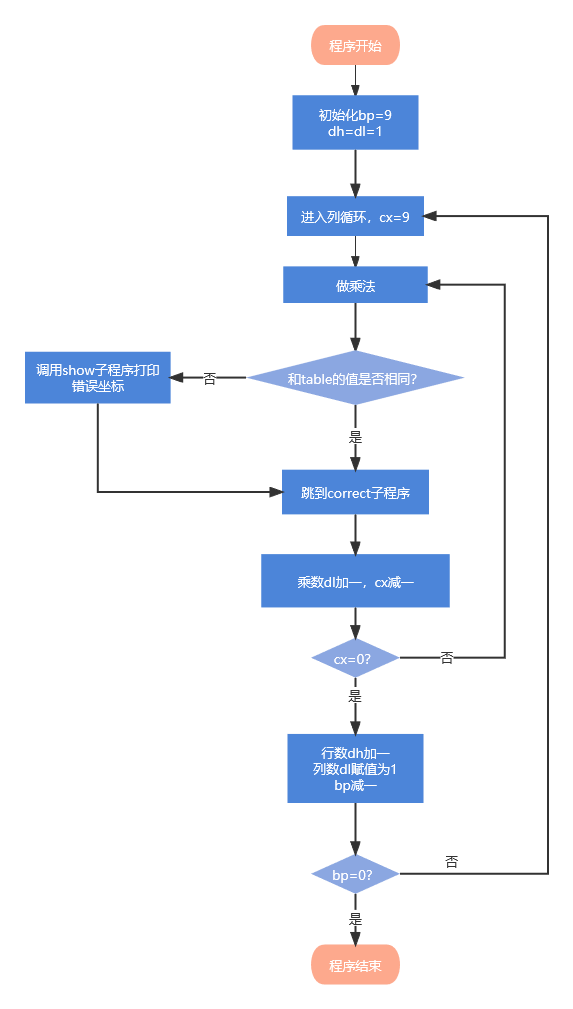 程序开始
初始化bp=9
dh=dl=1
进入列循环，cx=9
做乘法
和table的值是否相同？
否
调用show子程序打印
错误坐标
是
跳到correct子程序
乘数dl加一，cx减一
cx=0？
否
是
行数dh加一
列数dl赋值为1
bp减一
bp=0？
否
是
程序结束